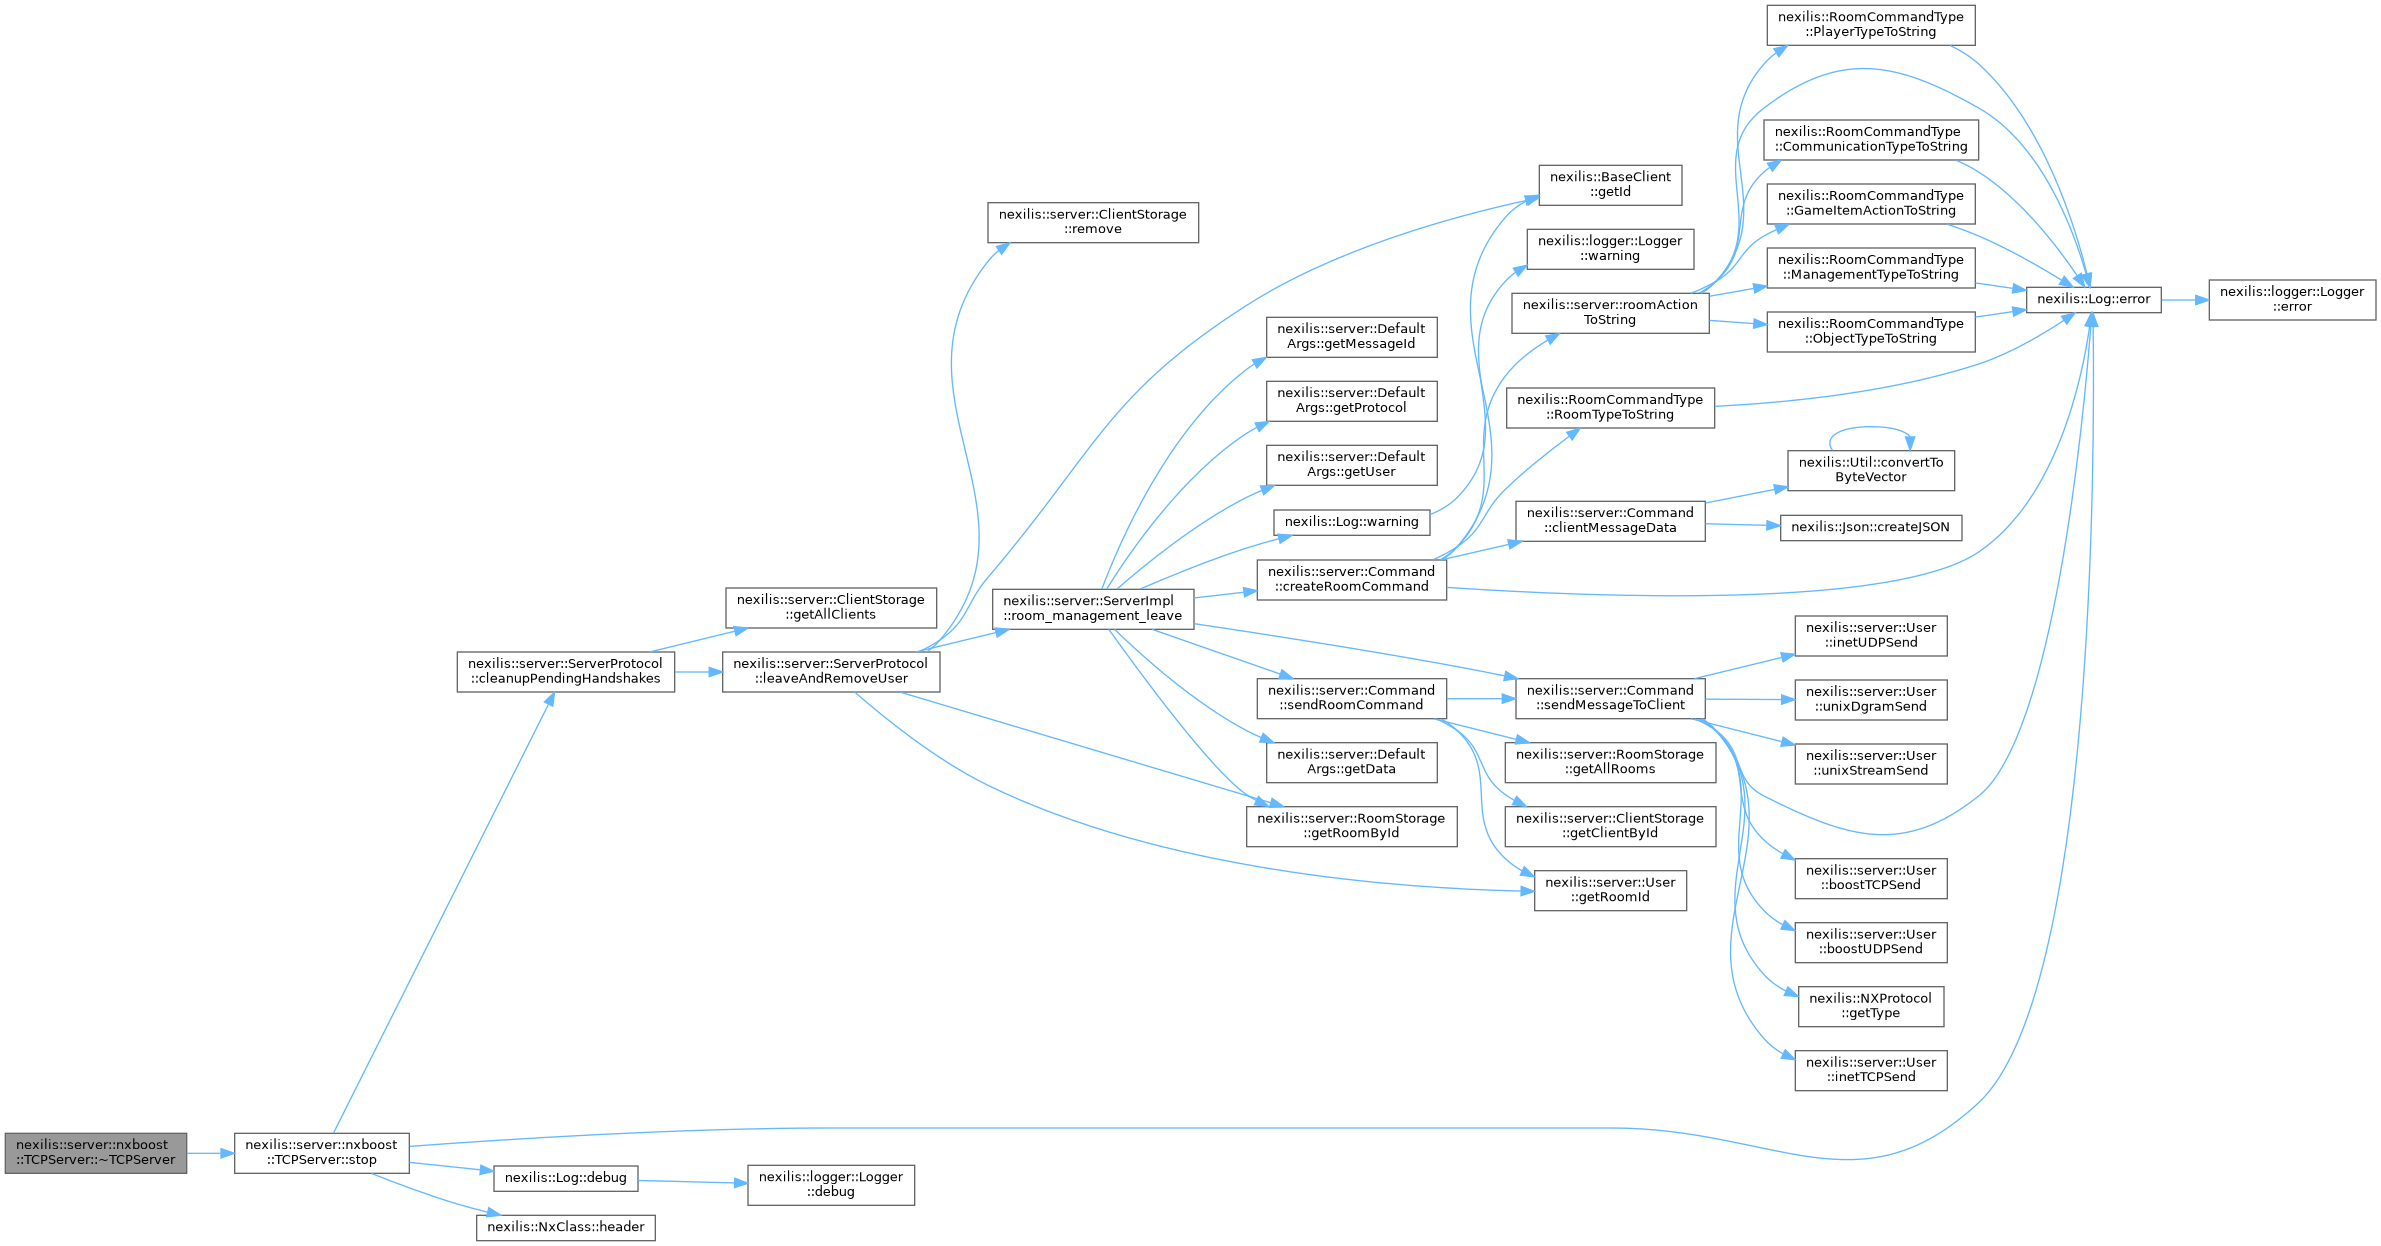 nexilis::server::nxboost
::TCPServer::~TCPServer
nexilis::server::nxboost
::TCPServer::stop
nexilis::server::ServerProtocol
::cleanupPendingHandshakes
nexilis::Log::debug
nexilis::NxClass::header
nexilis::server::ClientStorage
::getAllClients
nexilis::server::ServerProtocol
::leaveAndRemoveUser
nexilis::logger::Logger
::debug
nexilis::server::ClientStorage
::remove
nexilis::server::ServerImpl
::room_management_leave
nexilis::server::Default
Args::getMessageId
nexilis::server::Default
Args::getProtocol
nexilis::server::Default
Args::getUser
nexilis::Log::warning
nexilis::server::Command
::createRoomCommand
nexilis::server::Command
::sendRoomCommand
nexilis::server::Default
Args::getData
nexilis::server::RoomStorage
::getRoomById
nexilis::BaseClient
::getId
nexilis::logger::Logger
::warning
nexilis::server::roomAction
ToString
nexilis::RoomCommandType
::RoomTypeToString
nexilis::server::Command
::clientMessageData
nexilis::server::Command
::sendMessageToClient
nexilis::server::RoomStorage
::getAllRooms
nexilis::server::ClientStorage
::getClientById
nexilis::server::User
::getRoomId
nexilis::RoomCommandType
::PlayerTypeToString
nexilis::RoomCommandType
::CommunicationTypeToString
nexilis::RoomCommandType
::GameItemActionToString
nexilis::RoomCommandType
::ManagementTypeToString
nexilis::RoomCommandType
::ObjectTypeToString
nexilis::Util::convertTo
ByteVector
nexilis::Json::createJSON
nexilis::server::User
::inetUDPSend
nexilis::server::User
::unixDgramSend
nexilis::server::User
::unixStreamSend
nexilis::server::User
::boostTCPSend
nexilis::server::User
::boostUDPSend
nexilis::NXProtocol
::getType
nexilis::server::User
::inetTCPSend
nexilis::Log::error
nexilis::logger::Logger
::error